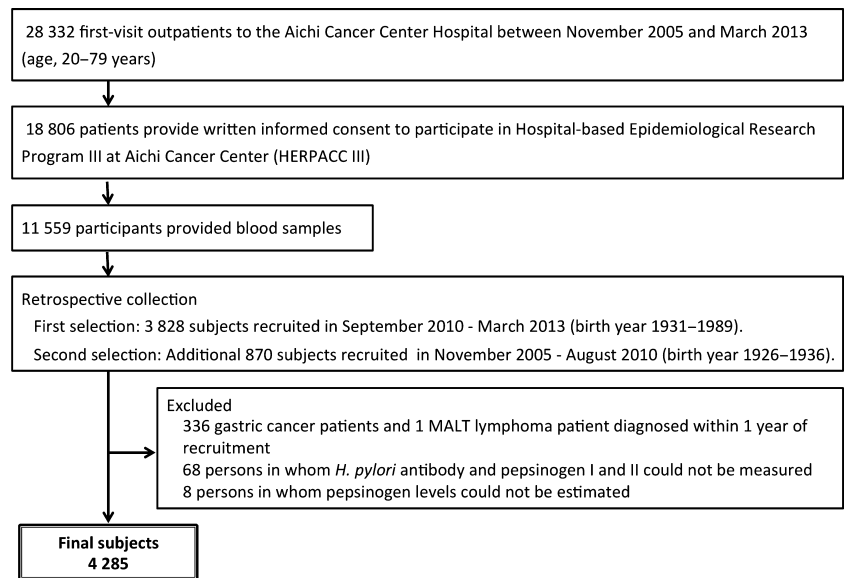 28 332 first-visit outpatients to the Aichi Cancer Center Hospital between November 2005 and March 2013
(age, 20–79 years)
18 806 patients provide written informed consent to participate in Hospital-based Epidemiological Research
Program III at Aichi Cancer Center (HERPACC III)
11 559 participants provided blood samples
Retrospective collection
First selection: 3 828 subjects recruited in September 2010 - March 2013 (birth year 1931–1989).
Second selection: Additional 870 subjects recruited in November 2005 - August 2010 (birth year 1926–1936).
Excluded
336 gastric cancer patients and 1 MALT lymphoma patient diagnosed within 1 year of
recruitment
68 persons in whom H. pylori antibody and pepsinogen I and II could not be measured
8 persons in whom pepsinogen levels could not be estimated
Final subjects
4 285